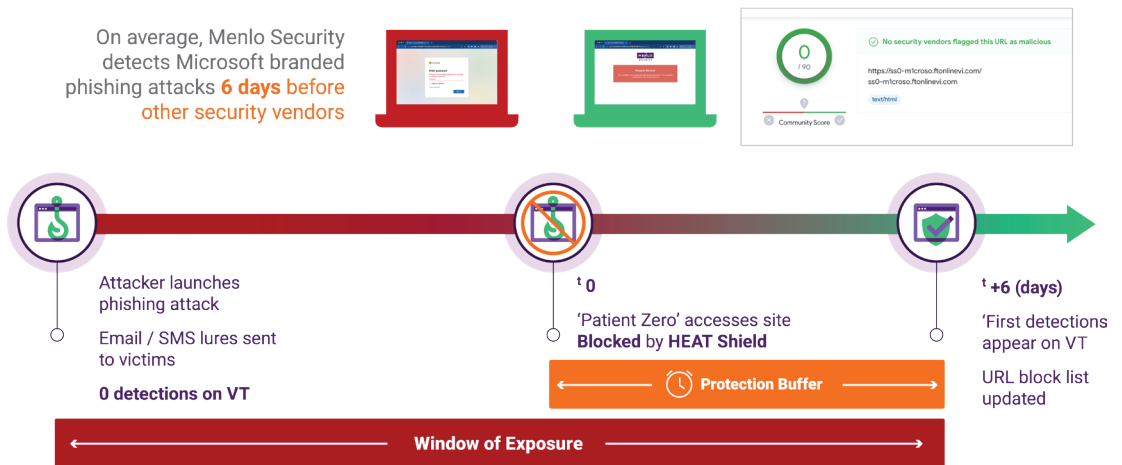 On average, Menlo Security
detects Microsoft branded
phishing attacks 6 days before
other security vendors
0
/ 90
Community Score
No security vendors flagged this URL as malicious
https://ss0-m1croso.ftonlinevi.com/
ss0-m1croso.ftonlinevi.com
text/html
Attacker launches
phishing attack
Email / SMS lures sent
to victims
0 detections on VT
t 0
‘Patient Zero’ accesses site
Blocked by HEAT Shield
t +6 (days)
‘First detections
appear on VT
URL block list
updated
Protection Buffer
Window of Exposure